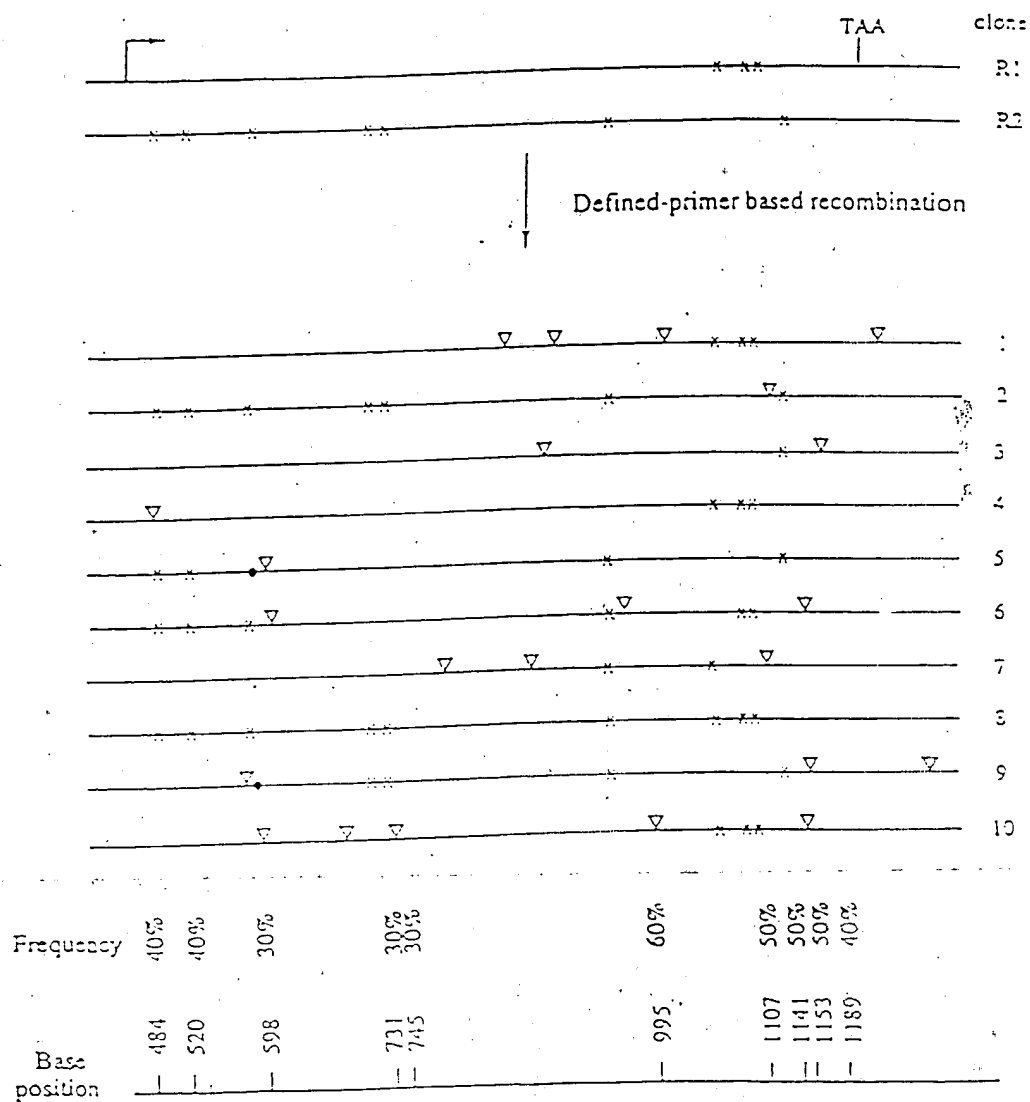 TAA
R1
R2
Defined-primer based recombination
1
2
3
4
5
6
7
8
9
10
Frequency 40% 40% 30% 30% 30% 60% 50% 50% 50% 40%
484 520 598 731 745 995 1107 1141 1153 1189
Base
position